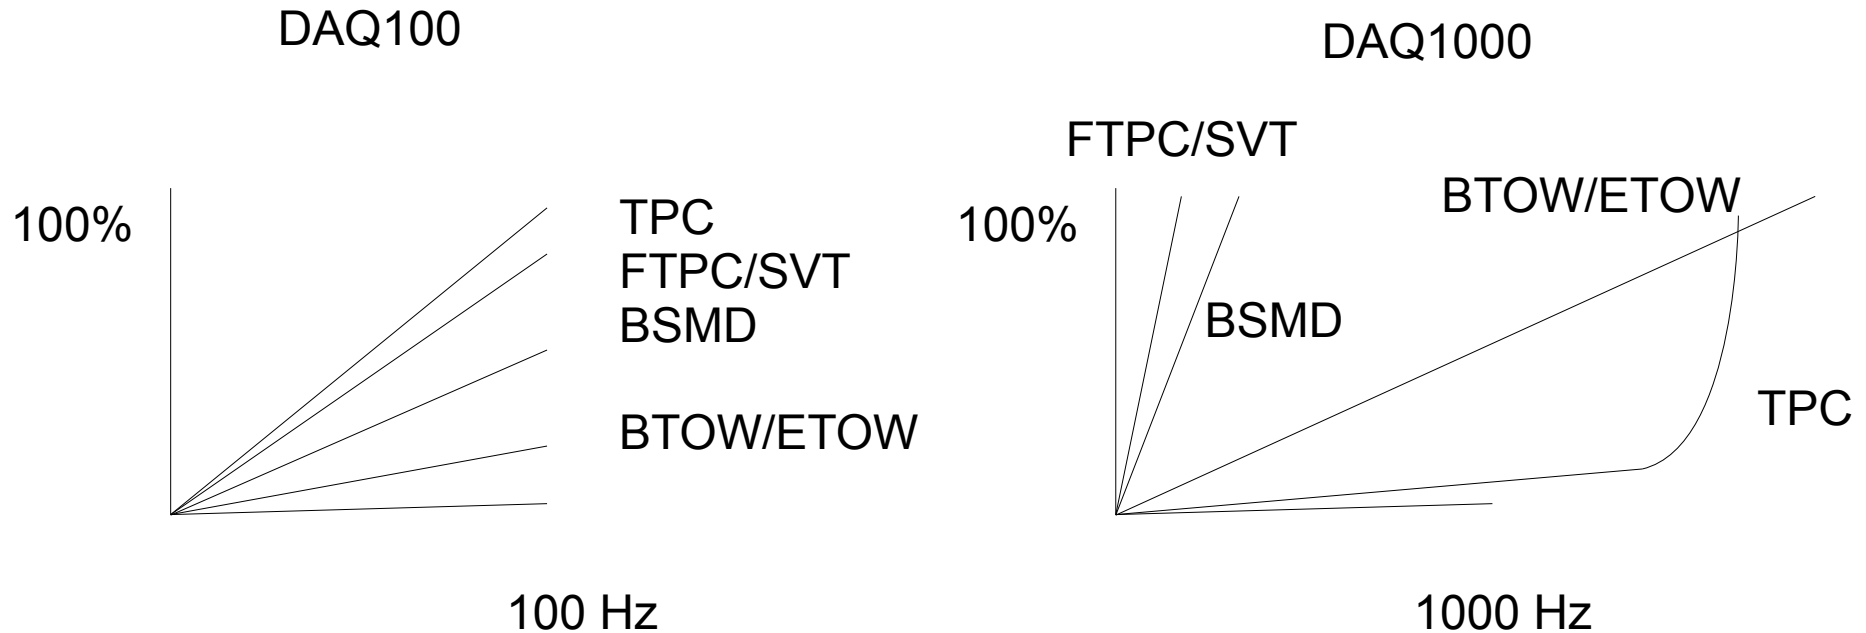 DAQ100
100%
TPC
FTPC/SVT
BSMD
BTOW/ETOW
100 Hz
DAQ1000
FTPC/SVT
BTOW/ETOW
100%
BSMD
TPC
1000 Hz